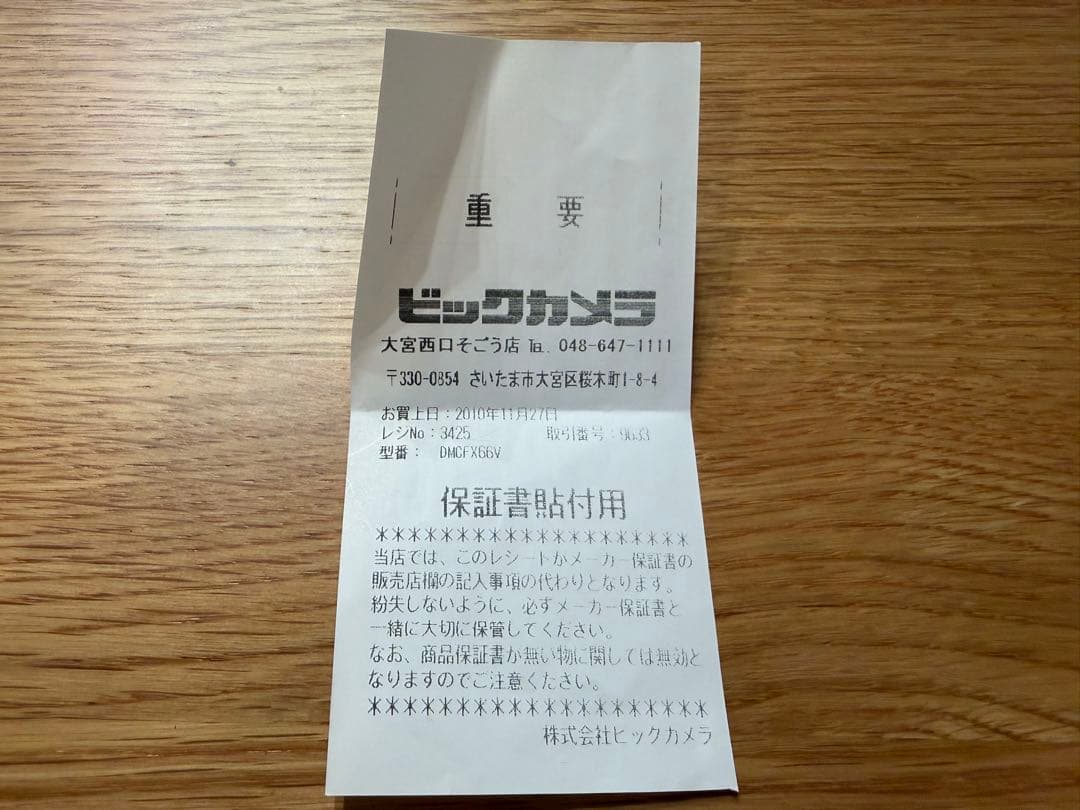 重 要
ビックカメラ
大宮西口そごう店 TEL. 048-647-1111
〒330-0854 さいたま市大宮区桜木町1-8-4
お買上日：2010年11月27日
レジNo：3425 取引番号：9633
型番： DMCFX66V
保証書貼付用
********************
当店では、このレシートがメーカー保証書の
販売店欄の記入事項の代わりとなります。
紛失しないように、必ずメーカー保証書と
一緒に大切に保管してください。
なお、商品保証書が無い物に関しては無効と
なりますのでご注意ください。
********************
株式会社ビックカメラ